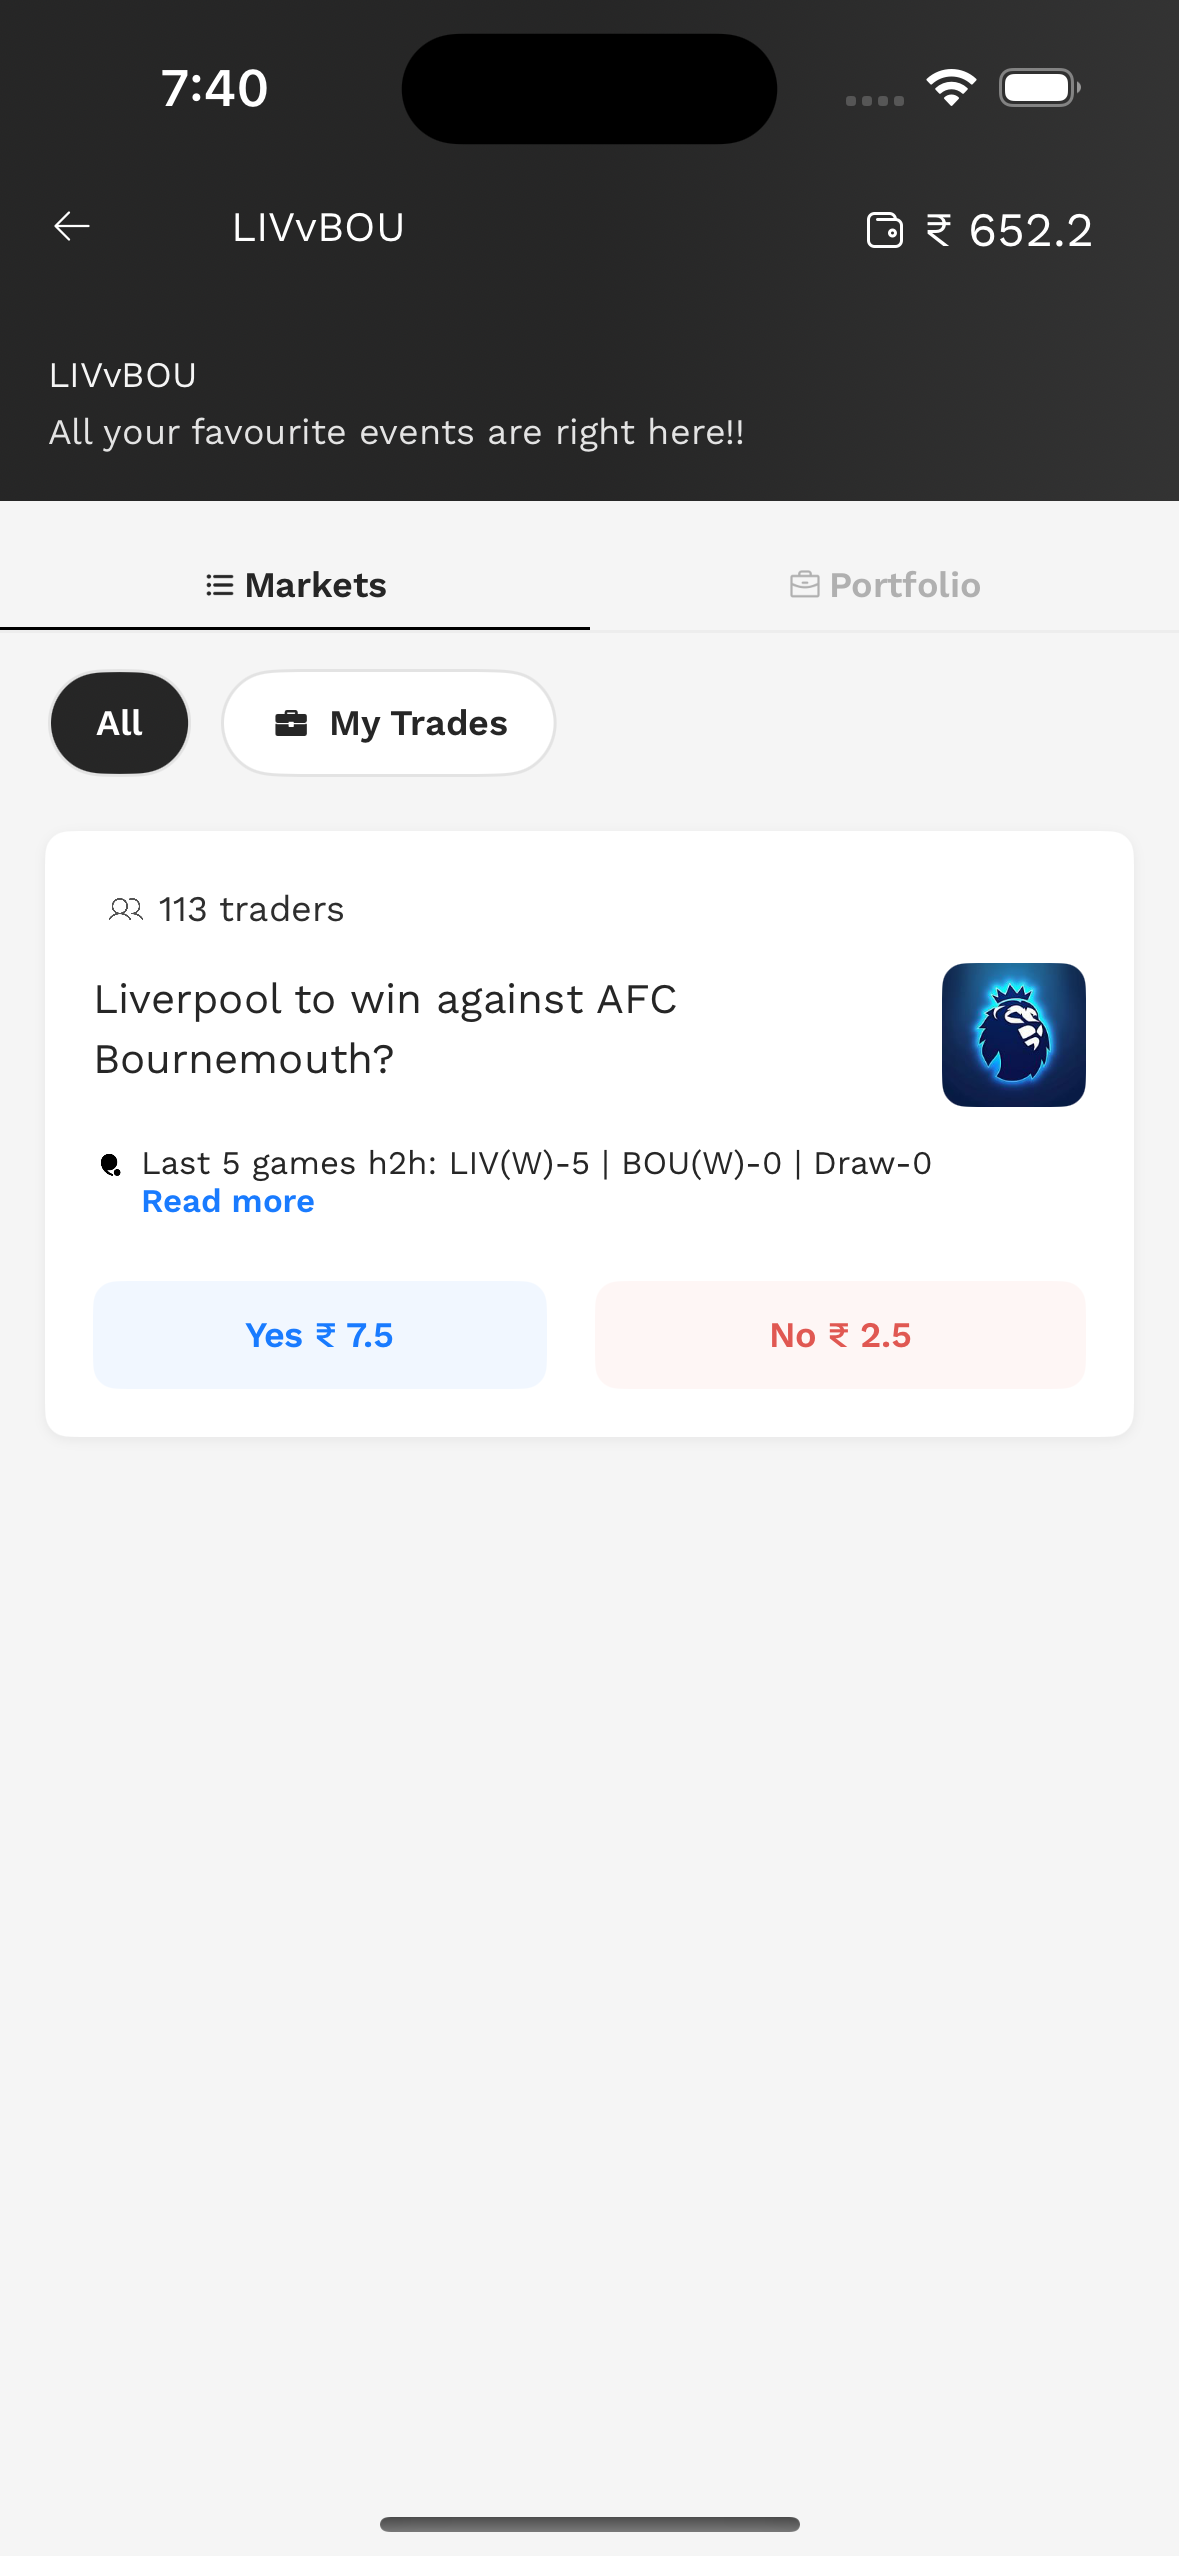 7:40
LIVvBOU
₹ 652.2
LIVvBOU
All your favourite events are right here!!
Markets
Portfolio
All
My Trades
113 traders
Liverpool to win against AFC
Bournemouth?
Last 5 games h2h: LIV(W)-5 | BOU(W)-0 | Draw-0
Read more
Yes ₹ 7.5
No ₹ 2.5